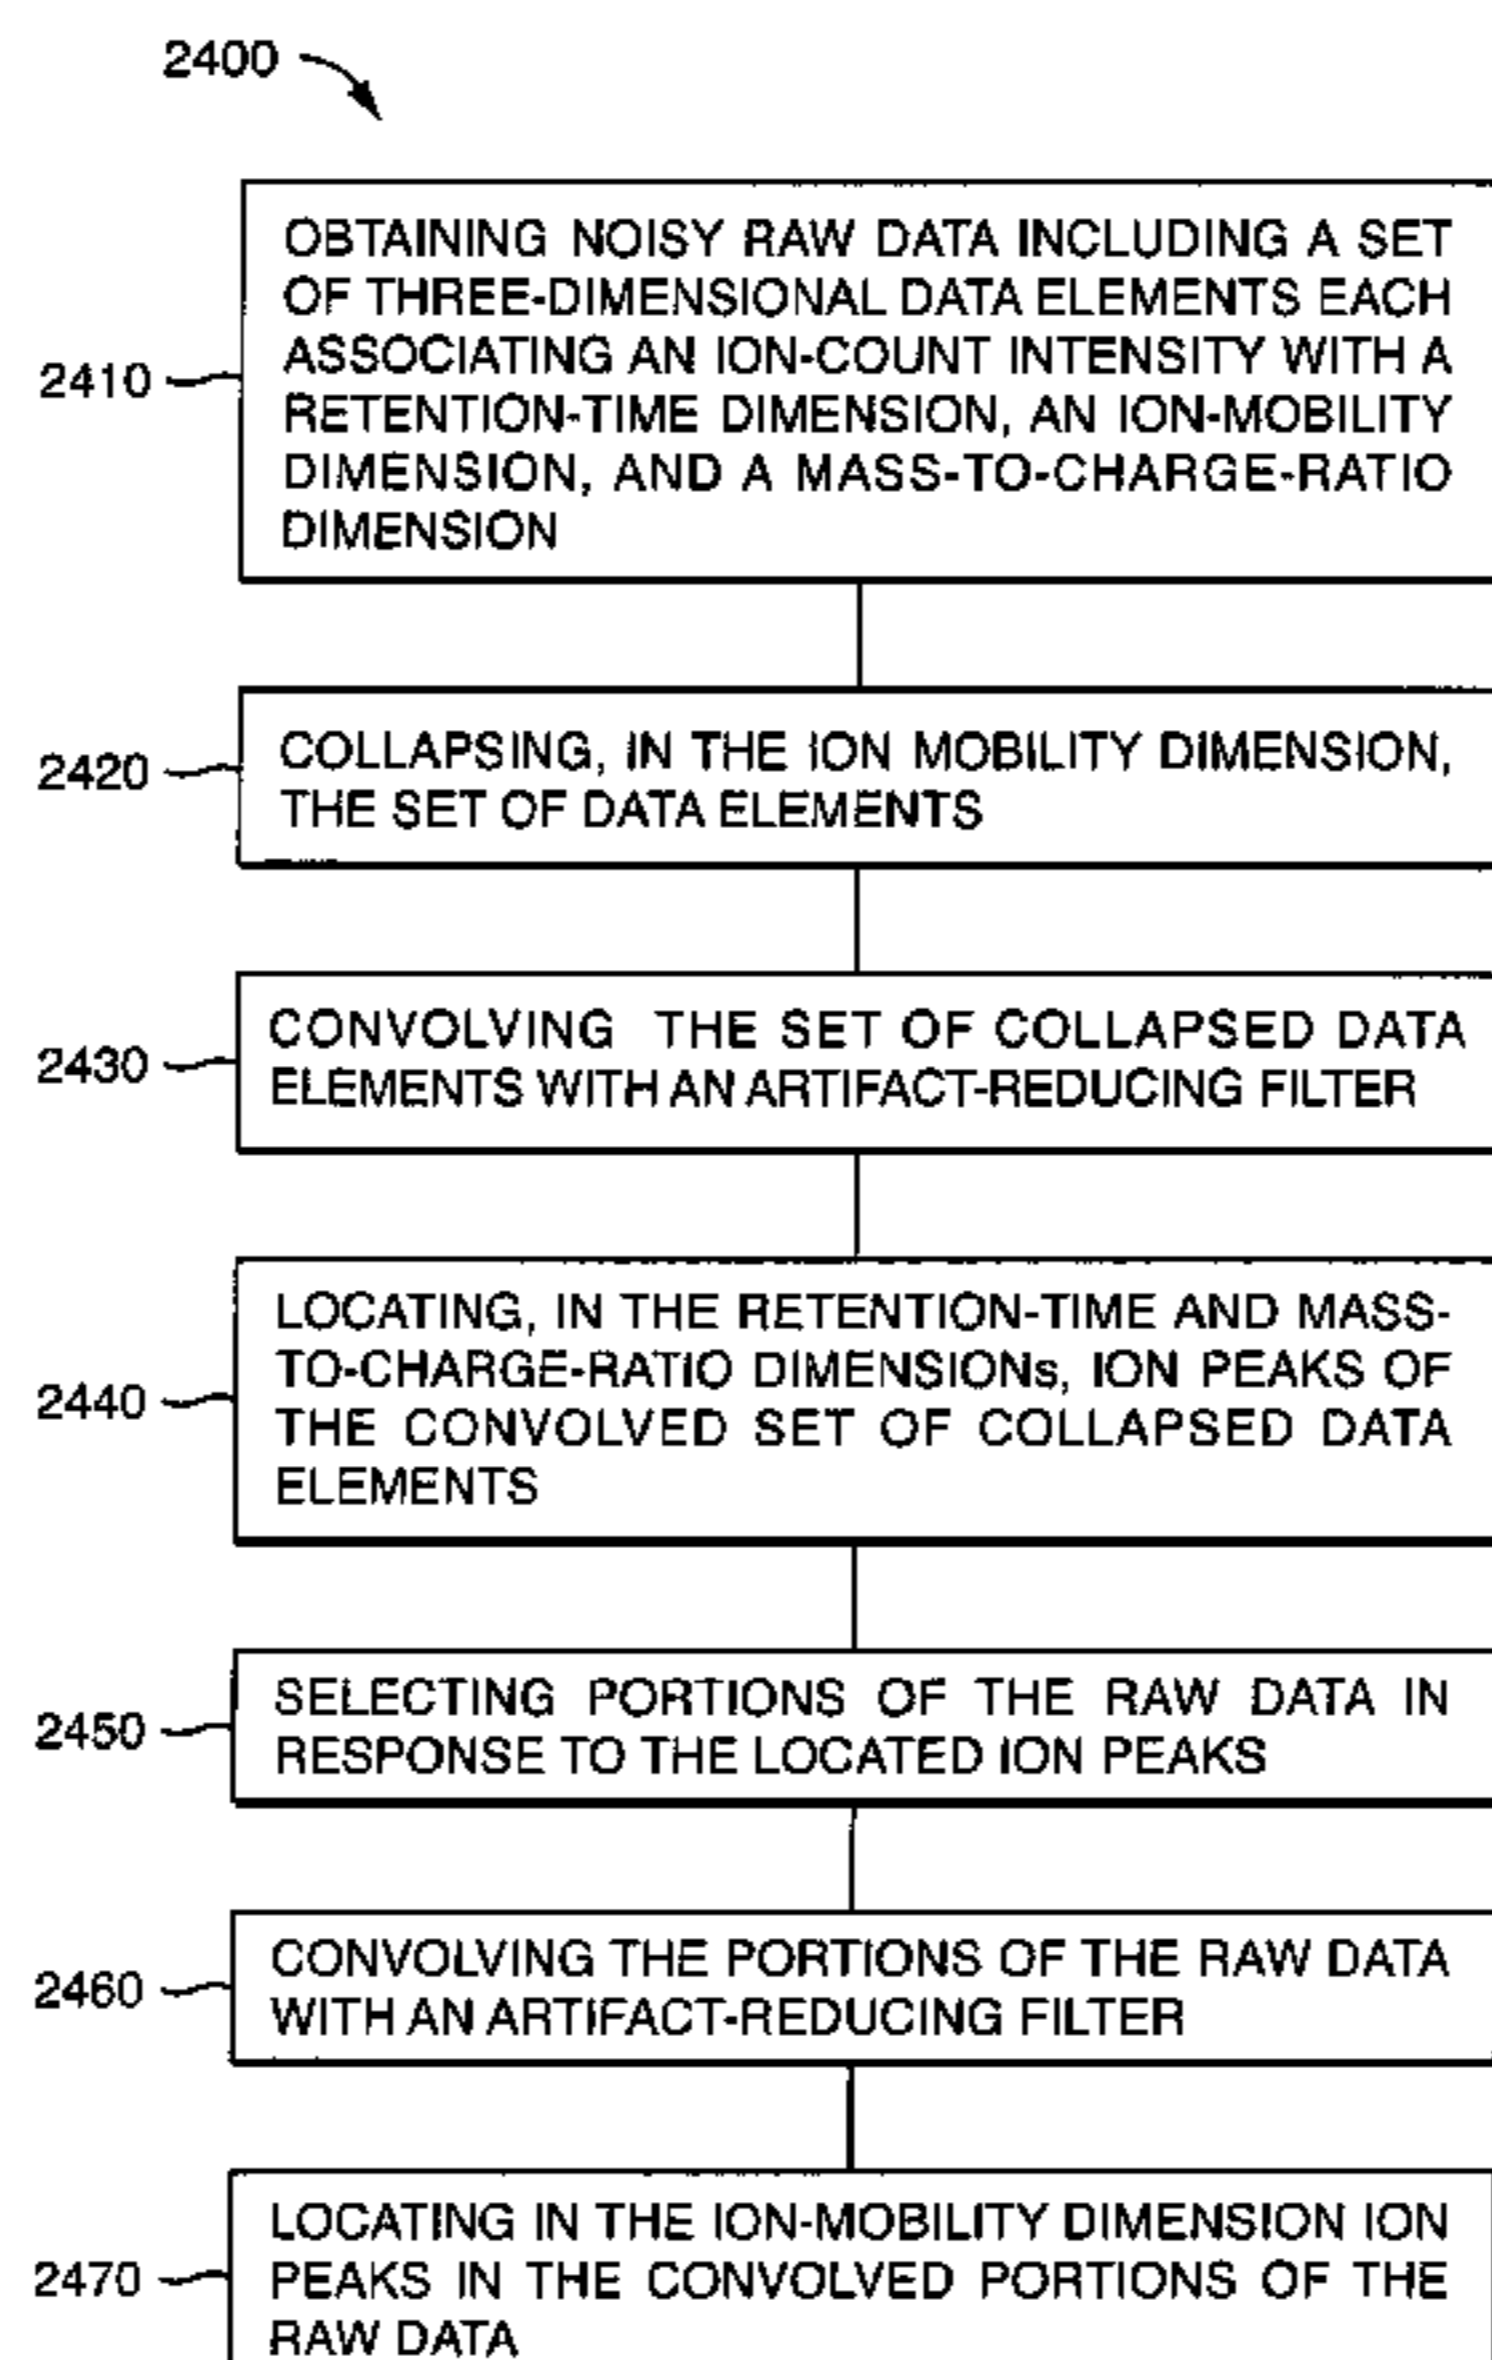 2400
2410
OBTAINING NOISY RAW DATA INCLUDING A SET
OF THREE-DIMENSIONAL DATA ELEMENTS EACH
ASSOCIATING AN ION-COUNT INTENSITY WITH A
RETENTION-TIME DIMENSION, AN ION-MOBILITY
DIMENSION, AND A MASS-TO-CHARGE-RATIO
DIMENSION
2420
COLLAPSING, IN THE ION MOBILITY DIMENSION,
THE SET OF DATA ELEMENTS
2430
CONVOLVING THE SET OF COLLAPSED DATA
ELEMENTS WITH AN ARTIFACT-REDUCING FILTER
2440
LOCATING, IN THE RETENTION-TIME AND MASS-
TO-CHARGE-RATIO DIMENSIONs, ION PEAKS OF
THE CONVOLVED SET OF COLLAPSED DATA
ELEMENTS
2450
SELECTING PORTIONS OF THE RAW DATA IN
RESPONSE TO THE LOCATED ION PEAKS
2460
CONVOLVING THE PORTIONS OF THE RAW DATA
WITH AN ARTIFACT-REDUCING FILTER
2470
LOCATING IN THE ION-MOBILITY DIMENSION ION
PEAKS IN THE CONVOLVED PORTIONS OF THE
RAW DATA